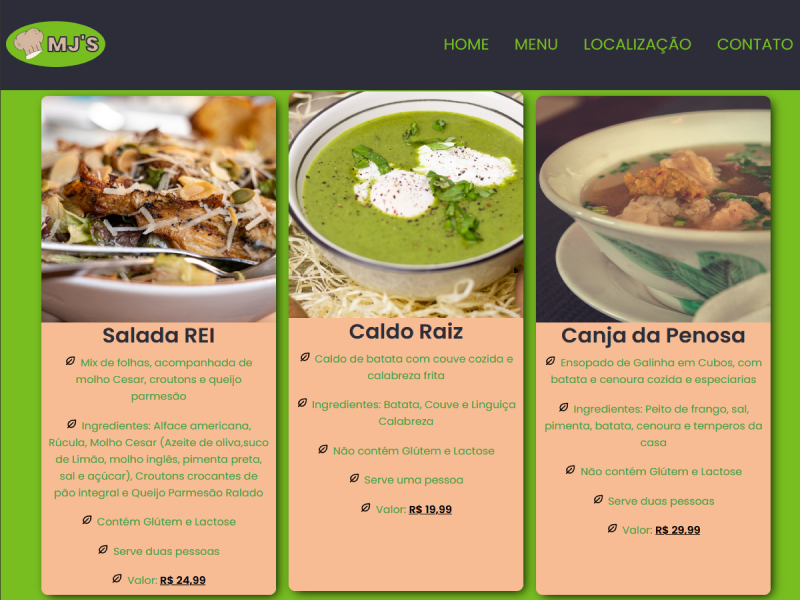 MJ'S
HOME MENU LOCALIZAÇÃO CONTATO
Salada REI
Mix de folhas, acompanhada de
molho Cesar, croutons e queijo
parmesão
Ingredientes: Alface americana,
Rúcula, Molho Cesar (Azeite de oliva,suco
de Limão, molho inglês, pimenta preta,
sal e açúcar), Croutons crocantes de
pão integral e Queijo Parmesão Ralado
Contém Glútem e Lactose
Serve duas pessoas
Valor: R$ 24,99
Caldo Raiz
Caldo de batata com couve cozida e
calabreza frita
Ingredientes: Batata, Couve e Linguiça
Calabreza
Não contém Glútem e Lactose
Serve uma pessoa
Valor: R$ 19,99
Canja da Penosa
Ensopado de Galinha em Cubos, com
batata e cenoura cozida e especiarias
Ingredientes: Peito de frango, sal,
pimenta, batata, cenoura e temperos da
casa
Não contém Glútem e Lactose
Serve duas pessoas
Valor: R$ 29,99